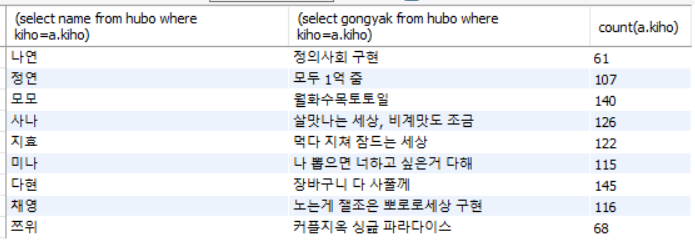 (select name from hubo where (select gongyak from hubo where count(a.kiho)
kiho=a.kiho) kiho=a.kiho)
나연 정의사회 구현 61
정연 모두 1억 줌 107
모모 월화수목토토일 140
사나 살맛나는 세상, 비계맛도 조금 126
지효 먹다 지쳐 잠드는 세상 122
미나 나 뽑으면 너하고 싶은거 다해 115
다현 장바구니 다 사줄께 145
채영 노는게 잴조은 뽀로로세상 구현 116
쯔위 커플지옥 싱귪 파라다이스 68